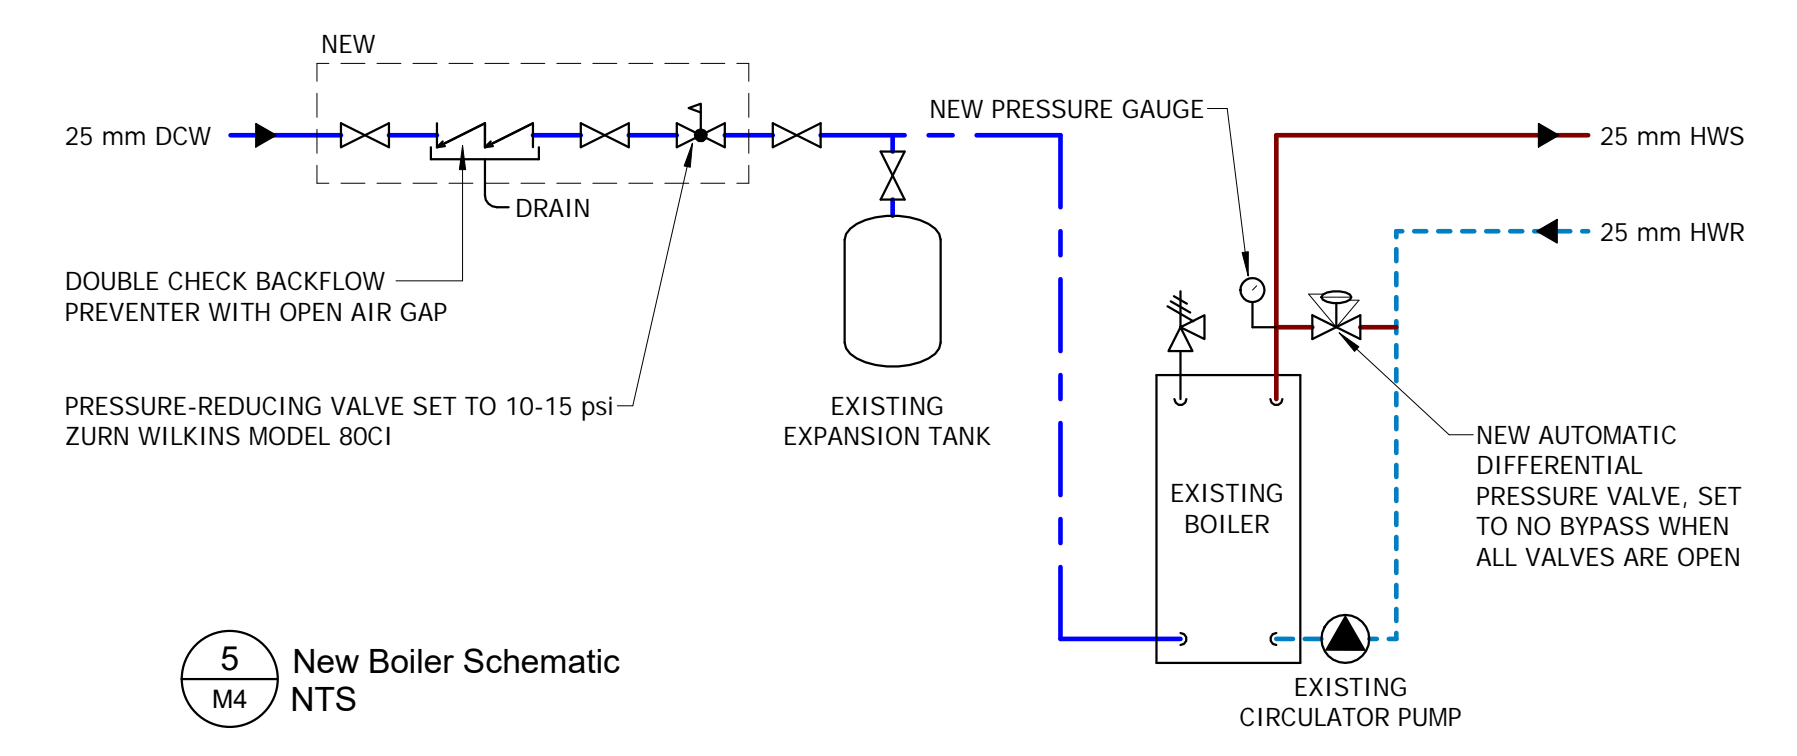 NEW
25 mm DCW
DRAIN
DOUBLE CHECK BACKFLOW
PREVENTER WITH OPEN AIR GAP
PRESSURE-REDUCING VALVE SET TO 10-15 psi
ZURN WILKINS MODEL 80CI
EXISTING
EXPANSION TANK
NEW PRESSURE GAUGE
25 mm HWS
25 mm HWR
NEW AUTOMATIC
DIFFERENTIAL
PRESSURE VALVE, SET
TO NO BYPASS WHEN
ALL VALVES ARE OPEN
EXISTING
BOILER
EXISTING
CIRCULATOR PUMP
5
M4
New Boiler Schematic
NTS